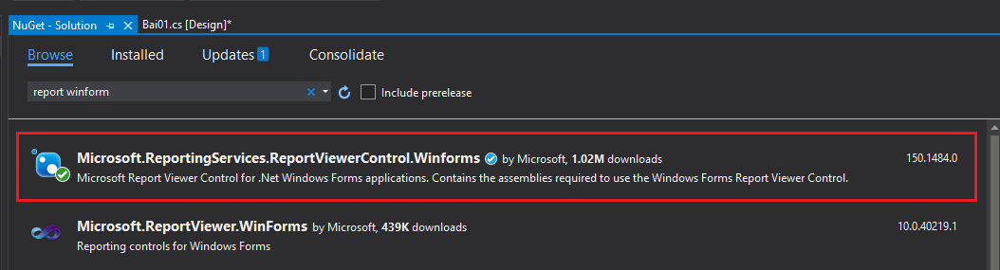 NuGet - Solution Bai01.cs [Design]*
Browse Installed Updates 1 Consolidate
report winform Include prerelease
Microsoft.ReportingServices.ReportViewerControl.Winforms by Microsoft, 1.02M downloads 150.1484.0
Microsoft Report Viewer Control for .Net Windows Forms applications. Contains the assemblies required to use the Windows Forms Report Viewer Control.
Microsoft.ReportViewer.WinForms by Microsoft, 439K downloads 10.0.40219.1
Reporting controls for Windows Forms